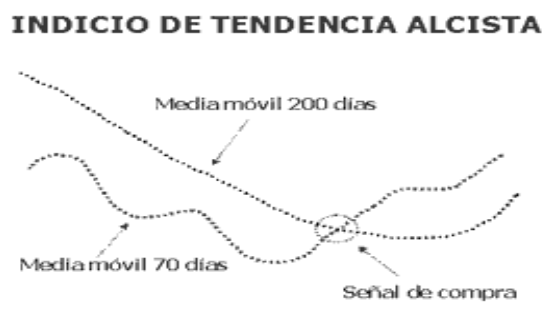 INDICIO DE TENDENCIA ALCISTA
Media móvil 200 días
Media móvil 70 días
Señal de compra